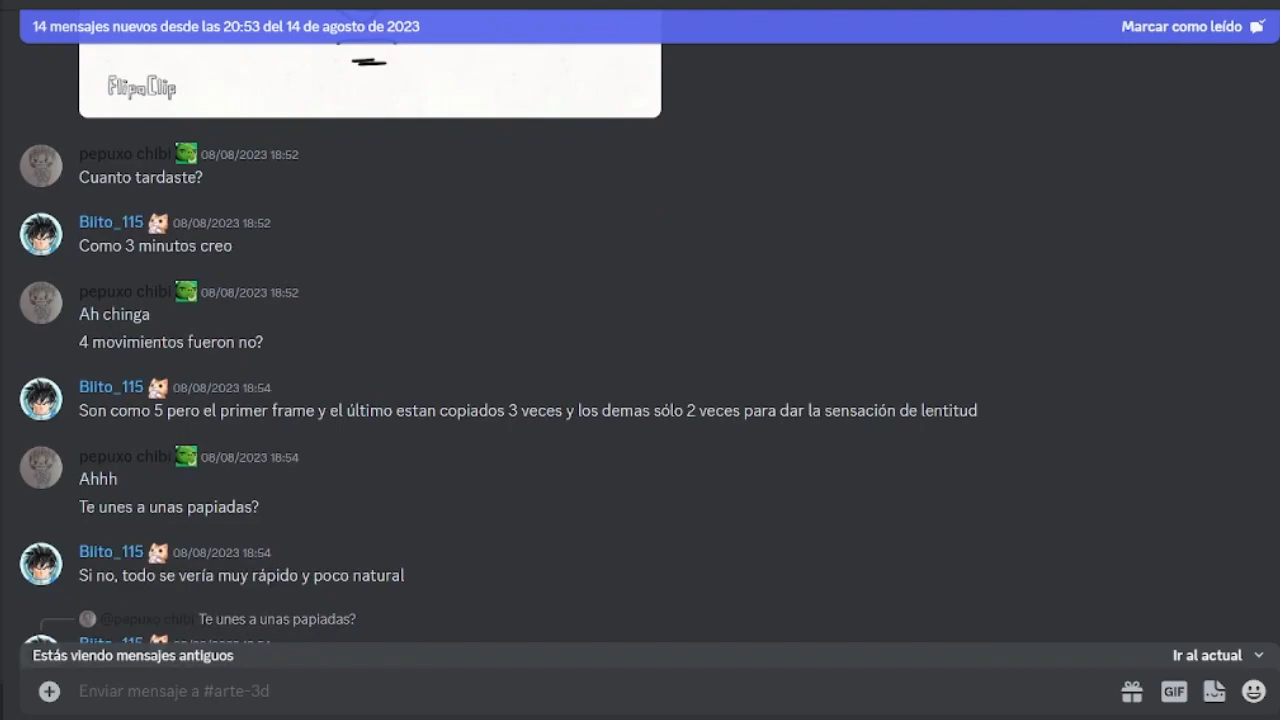 14 mensajes nuevos desde las 20:53 del 14 de agosto de 2023 Marcar como leído
FlipaClip
pepuxo chibi 08/08/2023 18:52
Cuanto tardaste?
Blito_115 08/08/2023 18:52
Como 3 minutos creo
pepuxo chibi 08/08/2023 18:52
Ah chinga
4 movimientos fueron no?
Blito_115 08/08/2023 18:54
Son como 5 pero el primer frame y el último estan copiados 3 veces y los demas sólo 2 veces para dar la sensación de lentitud
pepuxo chibi 08/08/2023 18:54
Ahhh
Te unes a unas papiadas?
Blito_115 08/08/2023 18:54
Si no, todo se vería muy rápido y poco natural
@pepuxo chibi Te unes a unas papiadas?
Blito_115
Estás viendo mensajes antiguos Ir al actual
Enviar mensaje a #arte-3d GIF